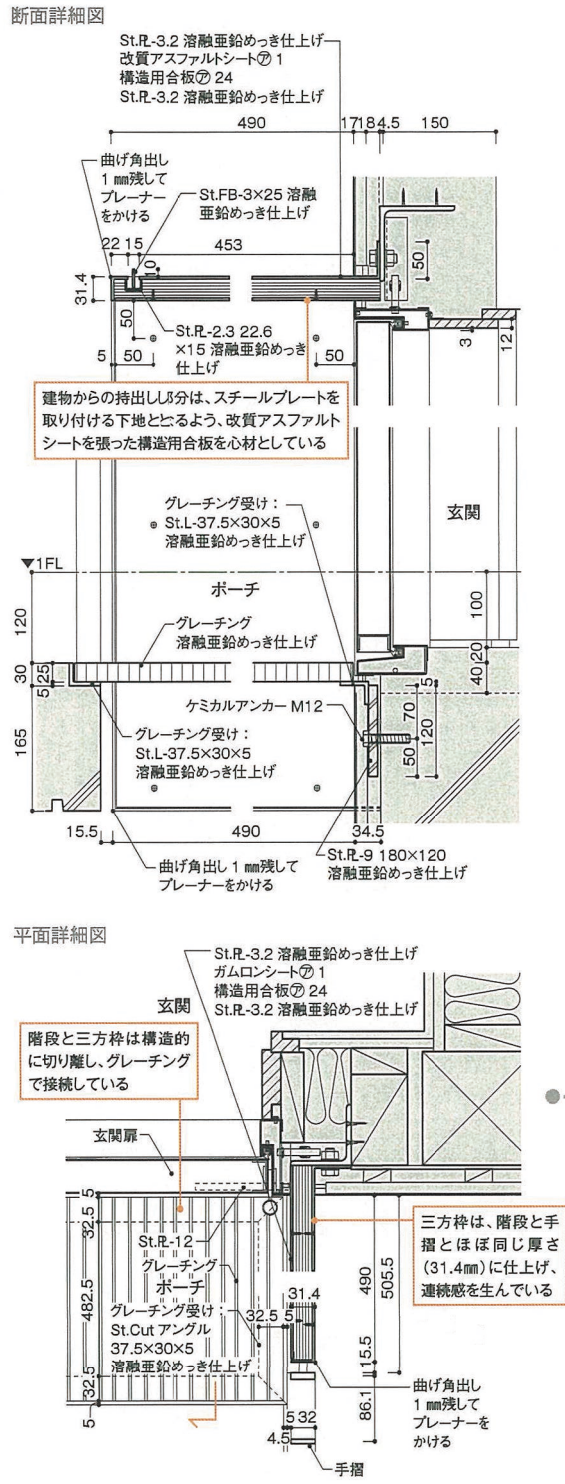 断面詳細図
St.PL-3.2 溶融亜鉛めっき仕上げ
改質アスファルトシート㋐ 1
構造用合板㋐ 24
St.PL-3.2 溶融亜鉛めっき仕上げ
490
17
18
4.5
150
曲げ角出し
1 ㎜残して
プレーナー
をかける
St.FB-3×25 溶融
亜鉛めっき仕上げ
22
15
453
10
31.4
50
50
St.PL-2.3 22.6
×15 溶融亜鉛めっき
仕上げ
5
50
50
3
12
建物からの持出し部分は、スチールプレートを
取り付ける下地となるよう、改質アスファルト
シートを張った構造用合板を心材としている
グレーチング受け：
St.L-37.5×30×5
溶融亜鉛めっき仕上げ
玄関
▼1FL
ポーチ
120
100
グレーチング
溶融亜鉛めっき仕上げ
30
25
5
20
40
5
ケミカルアンカー M12
70
120
50
165
グレーチング受け：
St.L-37.5×30×5
溶融亜鉛めっき仕上げ
15.5
490
34.5
曲げ角出し 1 ㎜残して
プレーナーをかける
St.PL-9 180×120
溶融亜鉛めっき仕上げ
平面詳細図
St.PL-3.2 溶融亜鉛めっき仕上げ
ガムロンシート㋐ 1
構造用合板㋐ 24
St.PL-3.2 溶融亜鉛めっき仕上げ
玄関
階段と三方枠は構造的
に切り離し、グレーチング
で接続している
玄関扉
5
32.5
St.PL-12
グレーチング
ポーチ
482.5
グレーチング受け：
St.Cut アングル
37.5×30×5
溶融亜鉛めっき仕上げ
32.5
5
31.4
490
505.5
三方枠は、階段と手
摺とほぼ同じ厚さ
（31.4㎜）に仕上げ、
連続感を生んでいる
32.5
5
15.5
86.1
曲げ角出し
1 ㎜残して
プレーナーを
かける
5
32
4.5
手摺